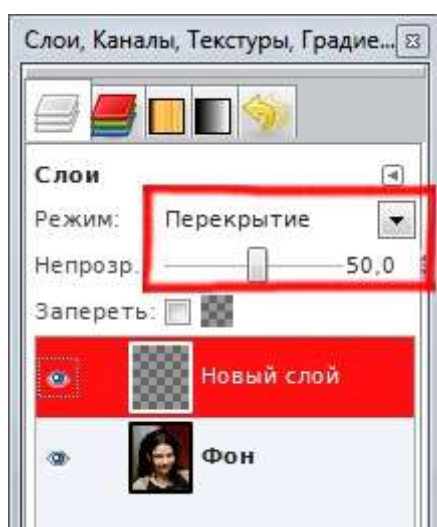 Слои, Каналы, Текстуры, Градие...
Слои
Режим: Перекрытие
Непрозр. 50,0
Запереть:
Новый слой
Фон